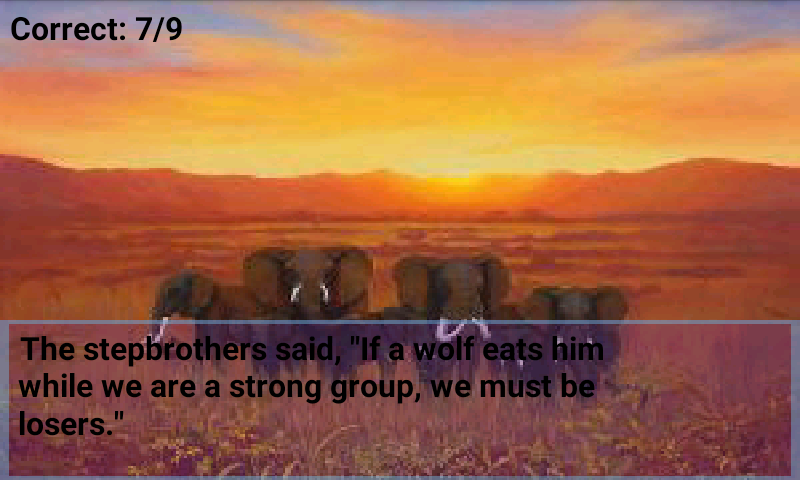 Correct: 7/9
The stepbrothers said, "If a wolf eats him
while we are a strong group, we must be
losers."